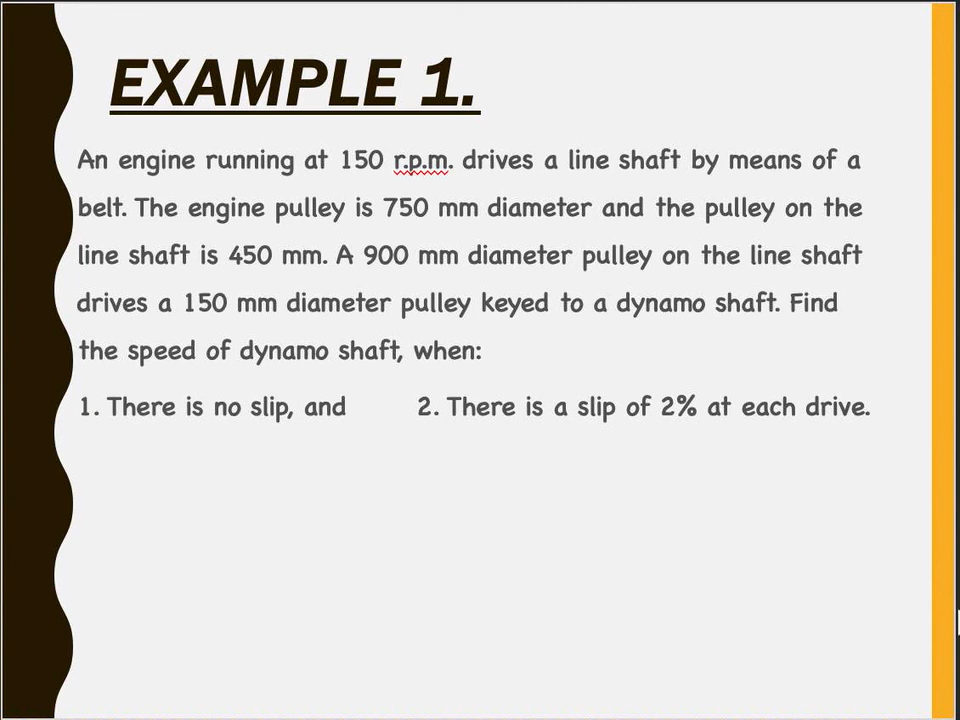 EXAMPLE 1.
An engine running at 150 r.p.m. drives a line shaft by means of a
belt. The engine pulley is 750 mm diameter and the pulley on the
line shaft is 450 mm. A 900 mm diameter pulley on the line shaft
drives a 150 mm diameter pulley keyed to a dynamo shaft. Find
the speed of dynamo shaft, when:
1. There is no slip, and 2. There is a slip of 2% at each drive.